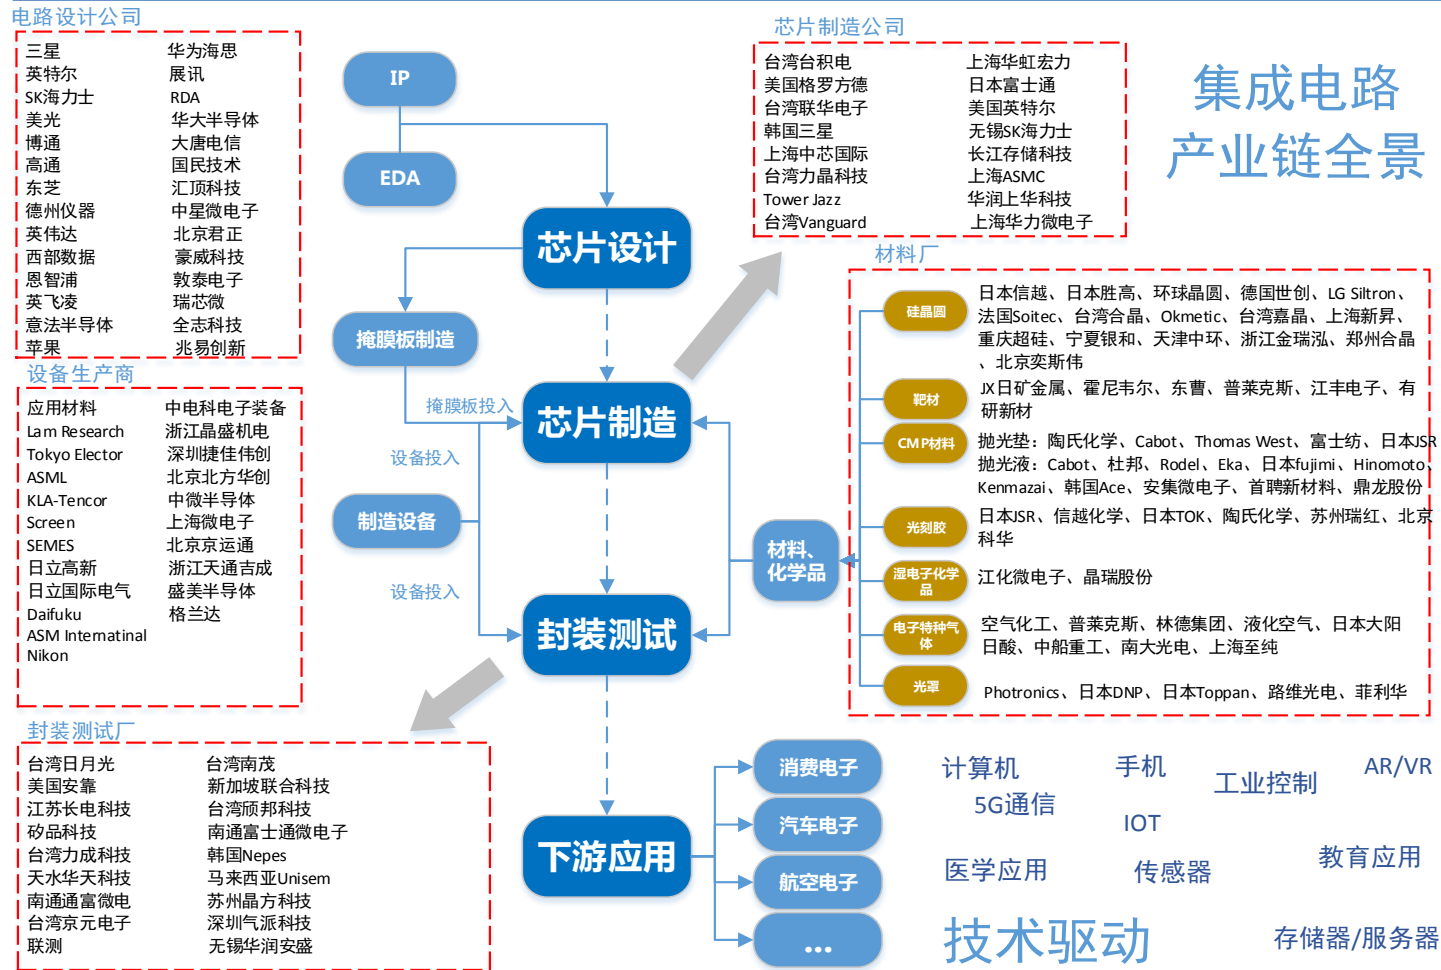 电路设计公司
三星 华为海思
英特尔 展讯
SK海力士 RDA
美光 华大半导体
博通 大唐电信
高通 国民技术
东芝 汇顶科技
德州仪器 中星微电子
英伟达 北京君正
西部数据 豪威科技
恩智浦 敦泰电子
英飞凌 瑞芯微
意法半导体 全志科技
苹果 兆易创新
设备生产商
应用材料 中电科电子装备
Lam Research 浙江晶盛机电
Tokyo Elector 深圳捷佳伟创
ASML 北京北方华创
KLA-Tencor 中微半导体
Screen 上海微电子
SEMES 北京京运通
日立高新 浙江天通吉成
日立国际电气 盛美半导体
Daifuku 格兰达
ASM Internatinal
Nikon
封装测试厂
台湾日月光 台湾南茂
美国安靠 新加坡联合科技
江苏长电科技 台湾颀邦科技
矽品科技 南通富士通微电子
台湾力成科技 韩国Nepes
天水华天科技 马来西亚Unisem
南通通富微电 苏州晶方科技
台湾京元电子 深圳气派科技
联测 无锡华润安盛
IP
EDA
芯片设计
掩膜板制造
掩膜板投入
芯片制造
设备投入
制造设备
设备投入
封装测试
下游应用
材料、
化学品
芯片制造公司
台湾台积电 上海华虹宏力
美国格罗方德 日本富士通
台湾联华电子 美国英特尔
韩国三星 无锡SK海力士
上海中芯国际 长江存储科技
台湾力晶科技 上海ASMC
Tower Jazz 华润上华科技
台湾Vanguard 上海华力微电子
集成电路
产业链全景
材料厂
硅晶圆
日本信越、日本胜高、环球晶圆、德国世创、LG Siltron、
法国Soitec、台湾合晶、Okmetic、台湾嘉晶、上海新昇、
重庆超硅、宁夏银和、天津中环、浙江金瑞泓、郑州合晶
、北京奕斯伟
靶材
JX日矿金属、霍尼韦尔、东曹、普莱克斯、江丰电子、有
研新材
CMP材料
抛光垫：陶氏化学、Cabot、Thomas West、富士纺、日本JSR
抛光液：Cabot、杜邦、Rodel、Eka、日本fujimi、Hinomoto、
Kenmazai、韩国Ace、安集微电子、首聘新材料、鼎龙股份
光刻胶
日本JSR、信越化学、日本TOK、陶氏化学、苏州瑞红、北京
科华
湿电子化学
品
江化微电子、晶瑞股份
电子特种气
体
空气化工、普莱克斯、林德集团、液化空气、日本大阳
日酸、中船重工、南大光电、上海至纯
光罩
Photronics、日本DNP、日本Toppan、路维光电、菲利华
消费电子
汽车电子
航空电子
...
计算机
手机
工业控制
AR/VR
5G通信
IOT
医学应用
传感器
教育应用
技术驱动
存储器/服务器